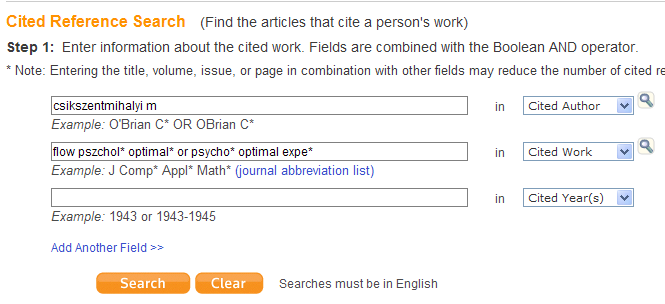 Cited Reference Search (Find the articles that cite a person's work)
Step 1: Enter information about the cited work. Fields are combined with the Boolean AND operator.
* Note: Entering the title, volume, issue, or page in combination with other fields may reduce the number of cited re
csikszentmihalyi m in Cited Author
Example: O'Brian C* OR OBrian C*
flow pszchol* optimal* or psycho* optimal expe* in Cited Work
Example: J Comp* Appl* Math* (journal abbreviation list)
in Cited Year(s)
Example: 1943 or 1943-1945
Add Another Field >>
Search Clear Searches must be in English